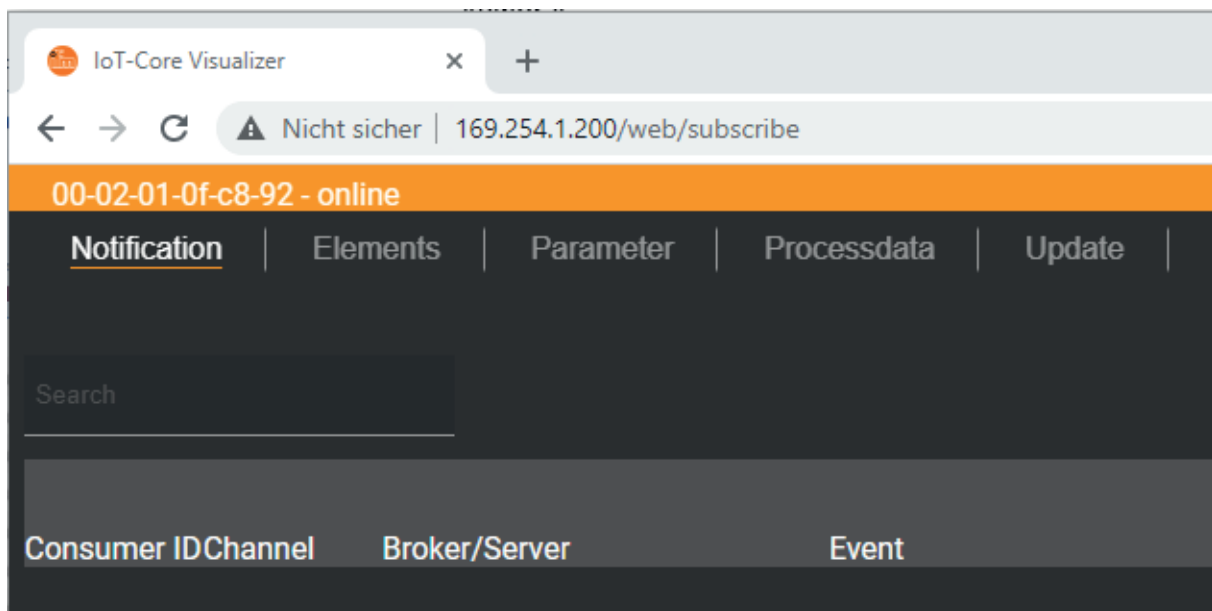 IoT-Core Visualizer
Nicht sicher | 169.254.1.200/web/subscribe
00-02-01-0f-c8-92 - online
Notification | Elements | Parameter | Processdata | Update |
Search
Consumer IDChannel Broker/Server Event